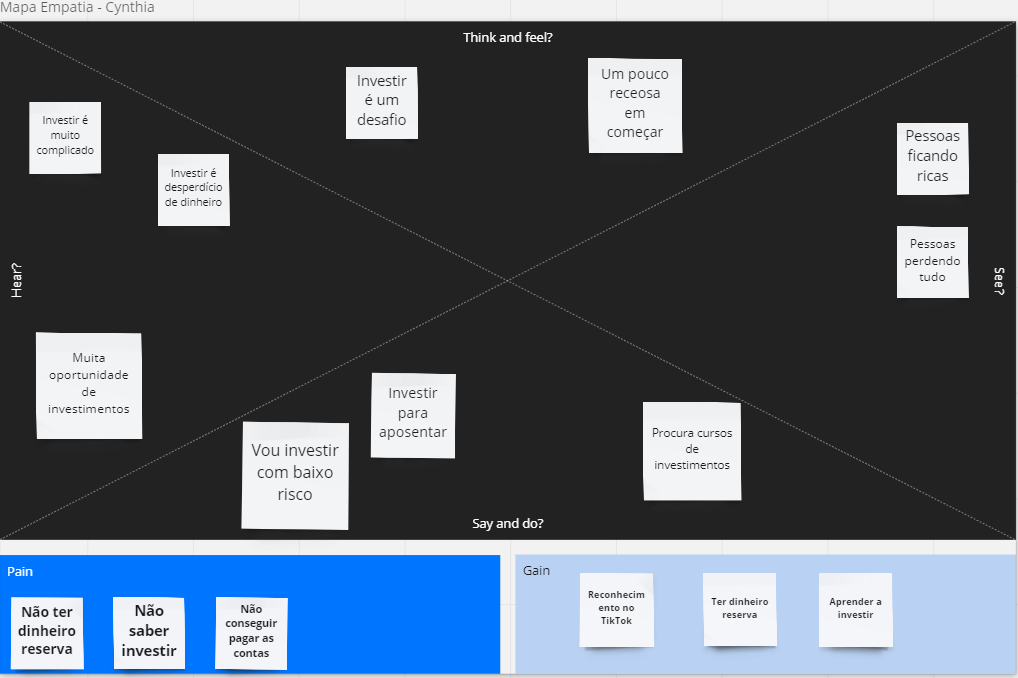 Mapa Empatia - Cynthia
Think and feel?
Investir
é um
desafio
Um pouco
receosa
em
começar
Investir é
muito
complicado
Investir é
desperdício
de dinheiro
Pessoas
ficando
ricas
Pessoas
perdendo
tudo
Hear?
See?
Muita
oportunidade
de
investimentos
Investir
para
aposentar
Vou investir
com baixo
risco
Procura cursos
de
investimentos
Say and do?
Pain
Não ter
dinheiro
reserva
Não
saber
investir
Não
conseguir
pagar as
contas
Gain
Reconhecim
ento no
TikTok
Ter dinheiro
reserva
Aprender a
investir